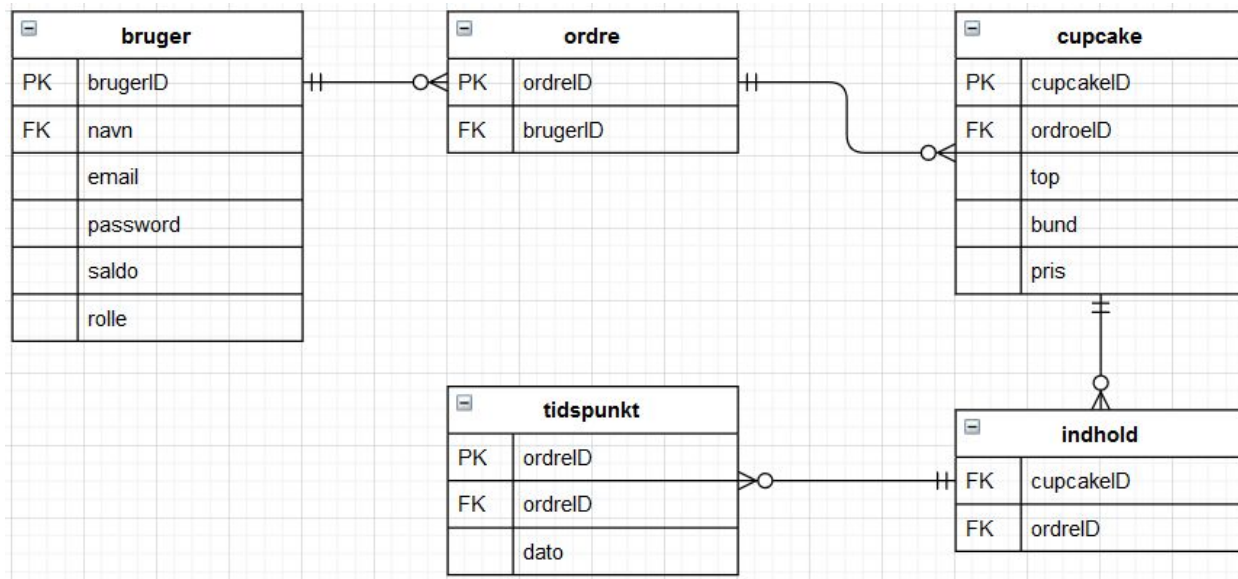 bruger
PK brugerID
FK navn
email
password
saldo
rolle
ordre
PK ordreID
FK brugerID
cupcake
PK cupcakeID
FK ordroeID
top
bund
pris
tidspunkt
PK ordreID
FK ordreID
dato
indhold
FK cupcakeID
FK ordreID